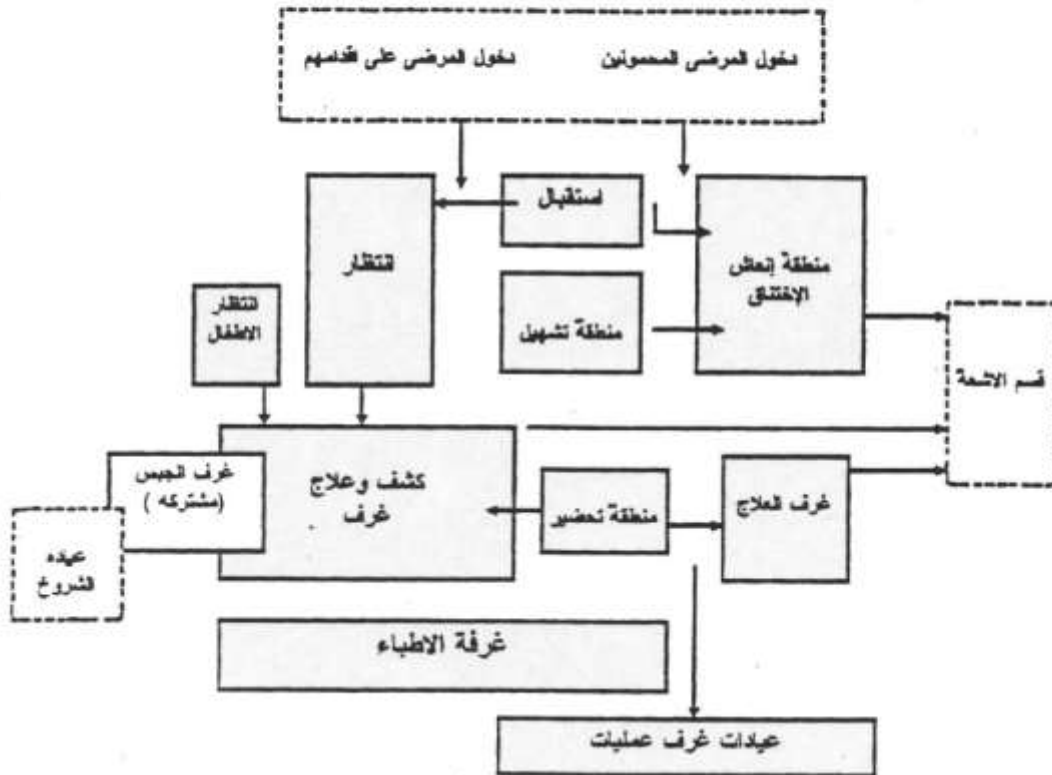 دخول المرضى المحمولين
دخول المرضى على اقدامهم
استقبال
انتظار
منطقة إنعاش
الإختناق
انتظار
الاطفال
منطقة تشهيل
قسم الاشعة
كشف وعلاج
غرف
غرف الجبس
(مشتركه )
منطقة تحضير
غرف العلاج
عيده
الشروخ
غرفة الاطباء
عيادات غرف عمليات